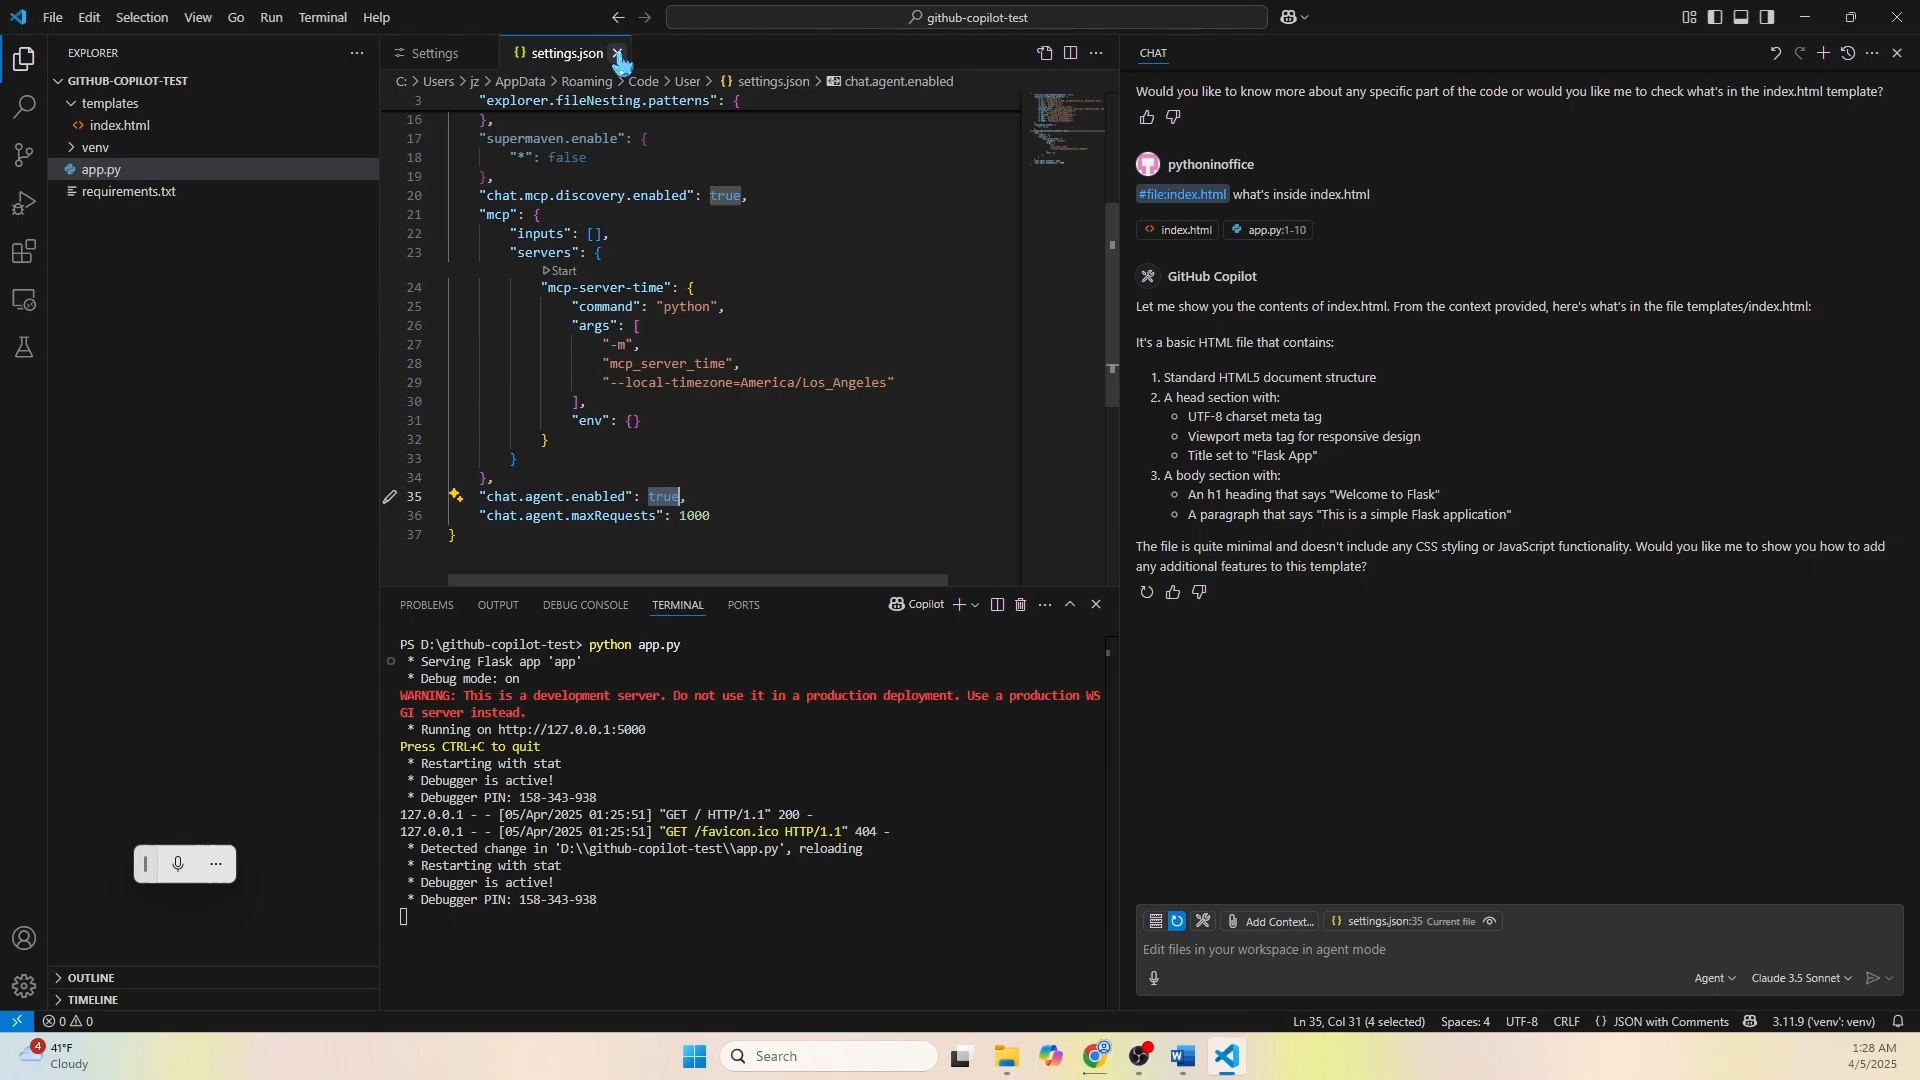 File Edit Selection View Go Run Terminal Help
github-copilot-test
EXPLORER
GITHUB-COPILOT-TEST
templates
index.html
venv
app.py
requirements.txt
OUTLINE
TIMELINE
Settings
settings.json
C: > Users > jz > AppData > Roaming > Code > User > settings.json > chat.agent.enabled
3 "explorer.fileNesting.patterns": {
16 },
17 "supermaven.enable": {
18 "*": false
19 },
20 "chat.mcp.discovery.enabled": true,
21 "mcp": {
22 "inputs": [],
23 "servers": {
Start
24 "mcp-server-time": {
25 "command": "python",
26 "args": [
27 "-m",
28 "mcp_server_time",
29 "--local-timezone=America/Los_Angeles"
30 ],
31 "env": {}
32 }
33 }
34 },
35 "chat.agent.enabled": true,
36 "chat.agent.maxRequests": 1000
37 }
PROBLEMS OUTPUT DEBUG CONSOLE TERMINAL PORTS
Copilot
PS D:\github-copilot-test> python app.py
* Serving Flask app 'app'
* Debug mode: on
WARNING: This is a development server. Do not use it in a production deployment. Use a production WS
GI server instead.
* Running on http://127.0.0.1:5000
Press CTRL+C to quit
* Restarting with stat
* Debugger is active!
* Debugger PIN: 158-343-938
127.0.0.1 - - [05/Apr/2025 01:25:51] "GET / HTTP/1.1" 200 -
127.0.0.1 - - [05/Apr/2025 01:25:51] "GET /favicon.ico HTTP/1.1" 404 -
* Detected change in 'D:\\github-copilot-test\\app.py', reloading
* Restarting with stat
* Debugger is active!
* Debugger PIN: 158-343-938
CHAT
Would you like to know more about any specific part of the code or would you like me to check what's in the index.html template?
pythoninoffice
#file:index.html what's inside index.html
index.html app.py:1-10
GitHub Copilot
Let me show you the contents of index.html. From the context provided, here's what's in the file templates/index.html:
It's a basic HTML file that contains:
1. Standard HTML5 document structure
2. A head section with:
UTF-8 charset meta tag
Viewport meta tag for responsive design
Title set to "Flask App"
3. A body section with:
An h1 heading that says "Welcome to Flask"
A paragraph that says "This is a simple Flask application"
The file is quite minimal and doesn't include any CSS styling or JavaScript functionality. Would you like me to show you how to add
any additional features to this template?
Add Context... settings.json:35 Current file
Edit files in your workspace in agent mode
Agent Claude 3.5 Sonnet
0 0
Ln 35, Col 31 (4 selected) Spaces: 4 UTF-8 CRLF {} JSON with Comments 3.11.9 ('venv': venv)
4
41°F
Cloudy
Search
1:28 AM
4/5/2025